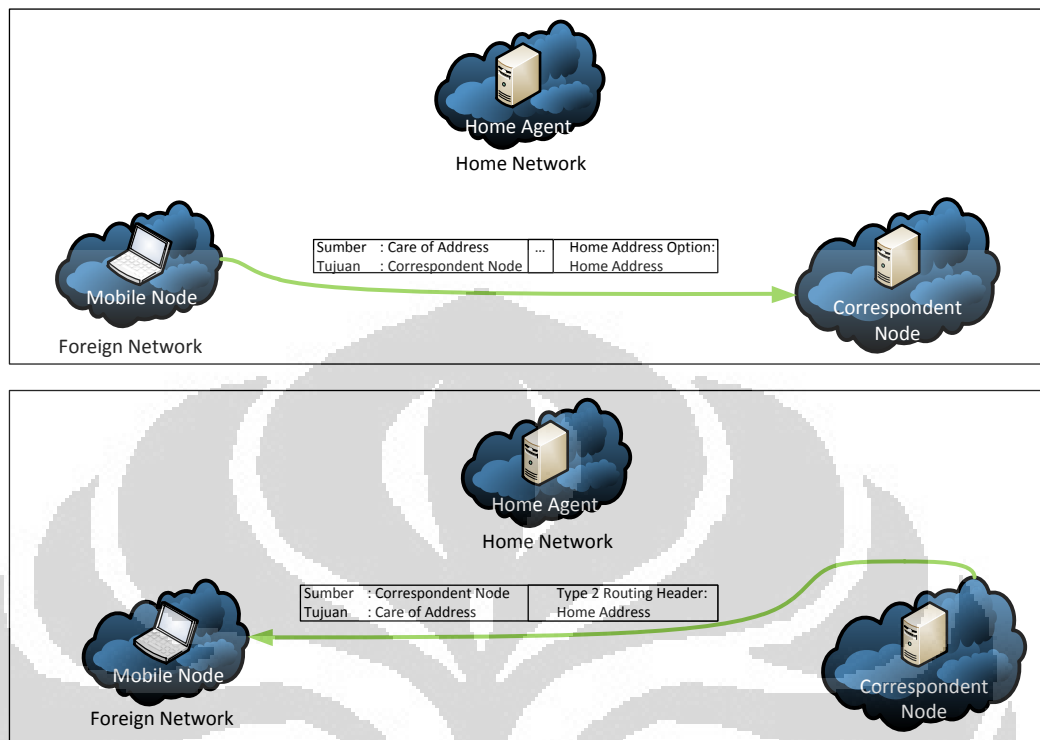 Home Agent
Home Network
Sumber : Care of Address ... Home Address Option:
Tujuan : Correspondent Node Home Address
Mobile Node
Foreign Network
Correspondent
Node
Home Agent
Home Network
Sumber : Correspondent Node Type 2 Routing Header:
Tujuan : Care of Address Home Address
Mobile Node
Foreign Network
Correspondent
Node